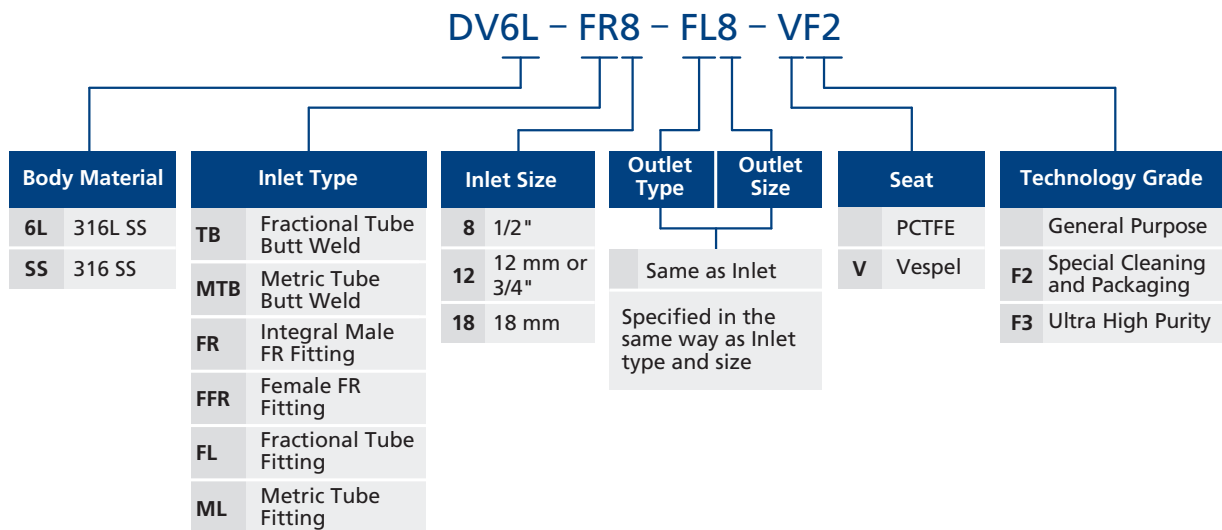 DV6L – FR8 – FL8 – VF2
Body Material
6L 316L SS
SS 316 SS
Inlet Type
TB Fractional Tube
Butt Weld
MTB Metric Tube
Butt Weld
FR Integral Male
FR Fitting
FFR Female FR
Fitting
FL Fractional Tube
Fitting
ML Metric Tube
Fitting
Inlet Size
8 1/2"
12 12 mm or
3/4"
18 18 mm
Outlet
Type
Outlet
Size
Same as Inlet
Specified in the
same way as Inlet
type and size
Seat
PCTFE
V Vespel
Technology Grade
General Purpose
F2 Special Cleaning
and Packaging
F3 Ultra High Purity